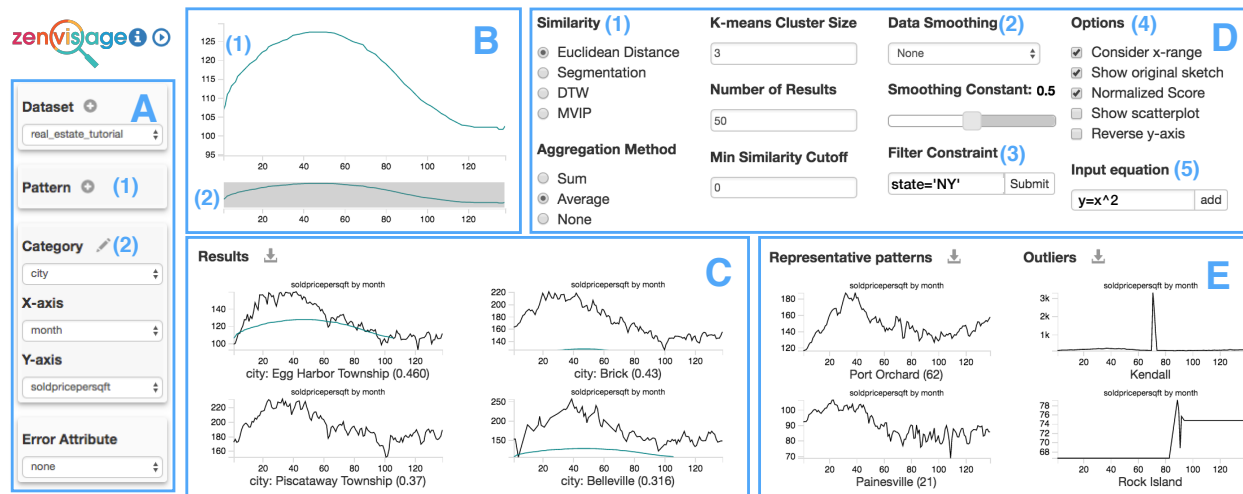 zenvisage
A
Dataset
real_estate_tutorial
Pattern (1)
Category (2)
city
X-axis
month
Y-axis
soldpricepersqft
Error Attribute
none
B
(1)
125
120
115
110
105
100
95
20 40 60 80 100 120
(2)
20 40 60 80 100 120
D
Similarity (1)
Euclidean Distance
Segmentation
DTW
MVIP
Aggregation Method
Sum
Average
None
K-means Cluster Size
3
Number of Results
50
Min Similarity Cutoff
0
Data Smoothing (2)
None
Smoothing Constant: 0.5
Filter Constraint (3)
state='NY' Submit
Options (4)
Consider x-range
Show original sketch
Normalized Score
Show scatterplot
Reverse y-axis
Input equation (5)
y=x^2 add
Results
C
soldpricepersqft by month
140
120
100
20 40 60 80 100 120
city: Egg Harbor Township (0.460)
soldpricepersqft by month
220
200
180
160
140
20 40 60 80 100 120
city: Brick (0.43)
soldpricepersqft by month
220
200
180
160
20 40 60 80 100 120
city: Piscataway Township (0.37)
soldpricepersqft by month
250
200
150
20 40 60 80 100 120
city: Belleville (0.316)
Representative patterns
Outliers
E
soldpricepersqft by month
180
160
140
120
20 40 60 80 100 120
Port Orchard (62)
soldpricepersqft by month
3k
2k
1k
20 40 60 80 100 120
Kendall
soldpricepersqft by month
100
90
80
70
20 40 60 80 100 120
Painesville (21)
soldpricepersqft by month
78
76
74
72
70
68
20 40 60 80 100 120
Rock Island